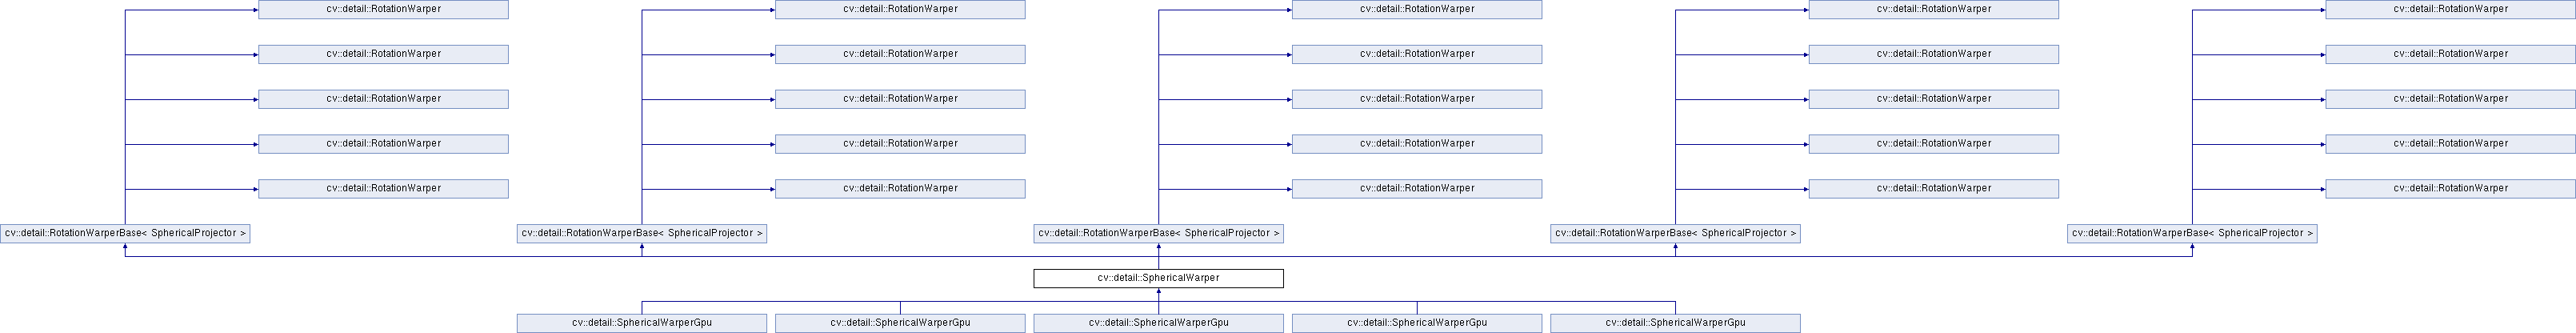 cv::detail::RotationWarper cv::detail::RotationWarper cv::detail::RotationWarper cv::detail::RotationWarper cv::detail::RotationWarper
cv::detail::RotationWarper cv::detail::RotationWarper cv::detail::RotationWarper cv::detail::RotationWarper cv::detail::RotationWarper
cv::detail::RotationWarper cv::detail::RotationWarper cv::detail::RotationWarper cv::detail::RotationWarper cv::detail::RotationWarper
cv::detail::RotationWarper cv::detail::RotationWarper cv::detail::RotationWarper cv::detail::RotationWarper cv::detail::RotationWarper
cv::detail::RotationWarper cv::detail::RotationWarper cv::detail::RotationWarper cv::detail::RotationWarper cv::detail::RotationWarper
cv::detail::RotationWarperBase< SphericalProjector > cv::detail::RotationWarperBase< SphericalProjector > cv::detail::RotationWarperBase< SphericalProjector > cv::detail::RotationWarperBase< SphericalProjector > cv::detail::RotationWarperBase< SphericalProjector >
cv::detail::SphericalWarper
cv::detail::SphericalWarperGpu cv::detail::SphericalWarperGpu cv::detail::SphericalWarperGpu cv::detail::SphericalWarperGpu cv::detail::SphericalWarperGpu